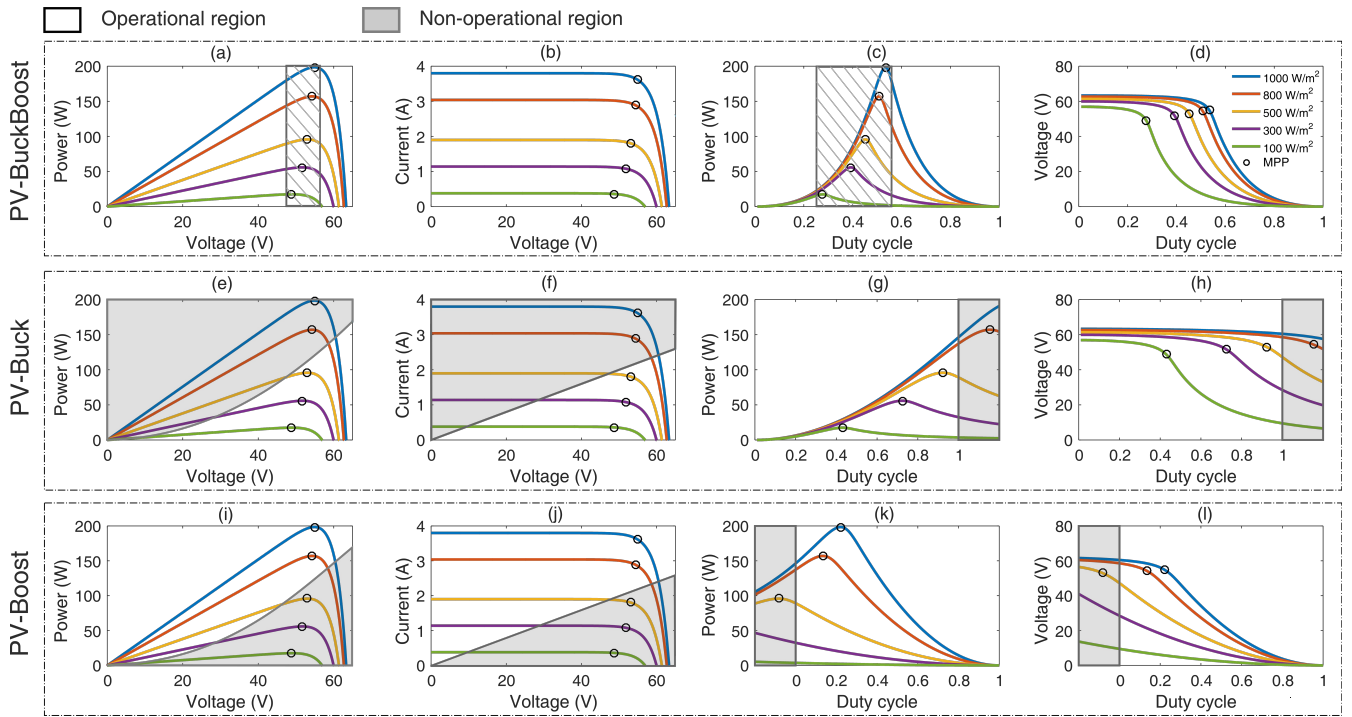 Operational region
Non-operational region
PV-BuckBoost
(a)
Power (W)
200
150
100
50
0
0 20 40 60
Voltage (V)
(b)
Current (A)
4
3
2
1
0
0 20 40 60
Voltage (V)
(c)
Power (W)
200
150
100
50
0
0 0.2 0.4 0.6 0.8 1
Duty cycle
(d)
Voltage (V)
80
60
40
20
0
0 0.2 0.4 0.6 0.8 1
Duty cycle
1000 W/m²
800 W/m²
500 W/m²
300 W/m²
100 W/m²
MPP
PV-Buck
(e)
Power (W)
200
150
100
50
0
0 20 40 60
Voltage (V)
(f)
Current (A)
4
3
2
1
0
0 20 40 60
Voltage (V)
(g)
Power (W)
200
150
100
50
0
0 0.2 0.4 0.6 0.8 1
Duty cycle
(h)
Voltage (V)
80
60
40
20
0
0 0.2 0.4 0.6 0.8 1
Duty cycle
PV-Boost
(i)
Power (W)
200
150
100
50
0
0 20 40 60
Voltage (V)
(j)
Current (A)
4
3
2
1
0
0 20 40 60
Voltage (V)
(k)
Power (W)
200
150
100
50
0
0 0.2 0.4 0.6 0.8 1
Duty cycle
(l)
Voltage (V)
80
60
40
20
0
0 0.2 0.4 0.6 0.8 1
Duty cycle